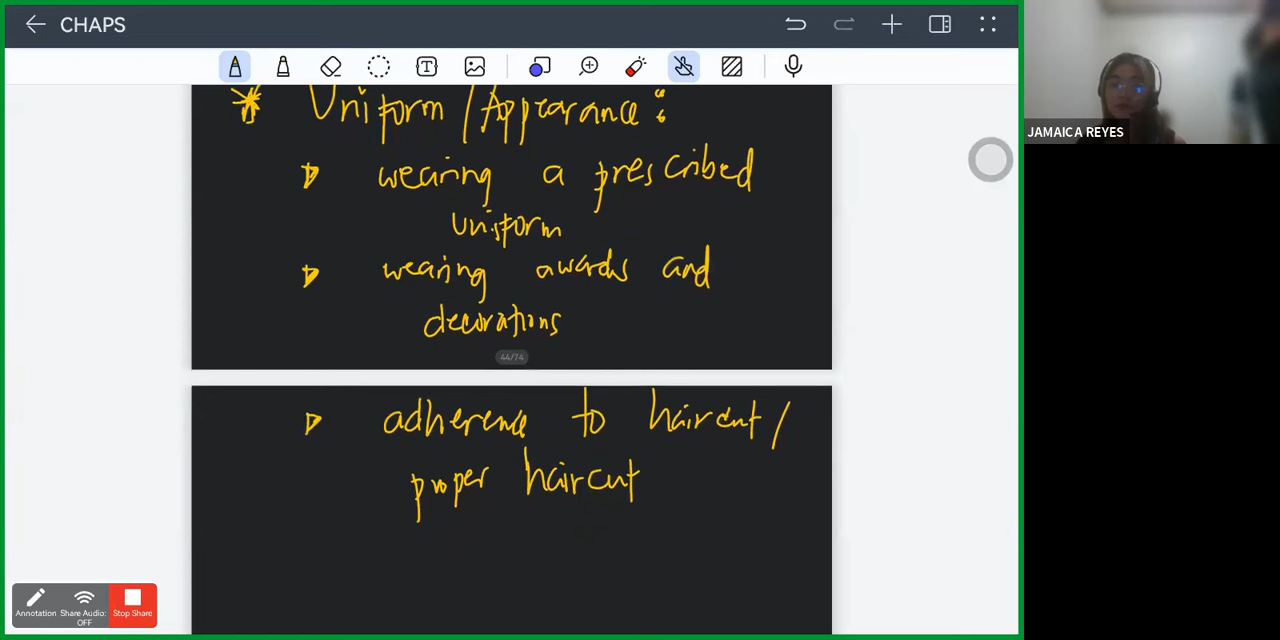 CHAPS
JAMAICA REYES
* Uniform/Appearance:
wearing a prescribed
uniform
wearing awards and
decorations
44/74
adherence to haircut/
proper haircut
Annotation
Share Audio: OFF
Stop Share